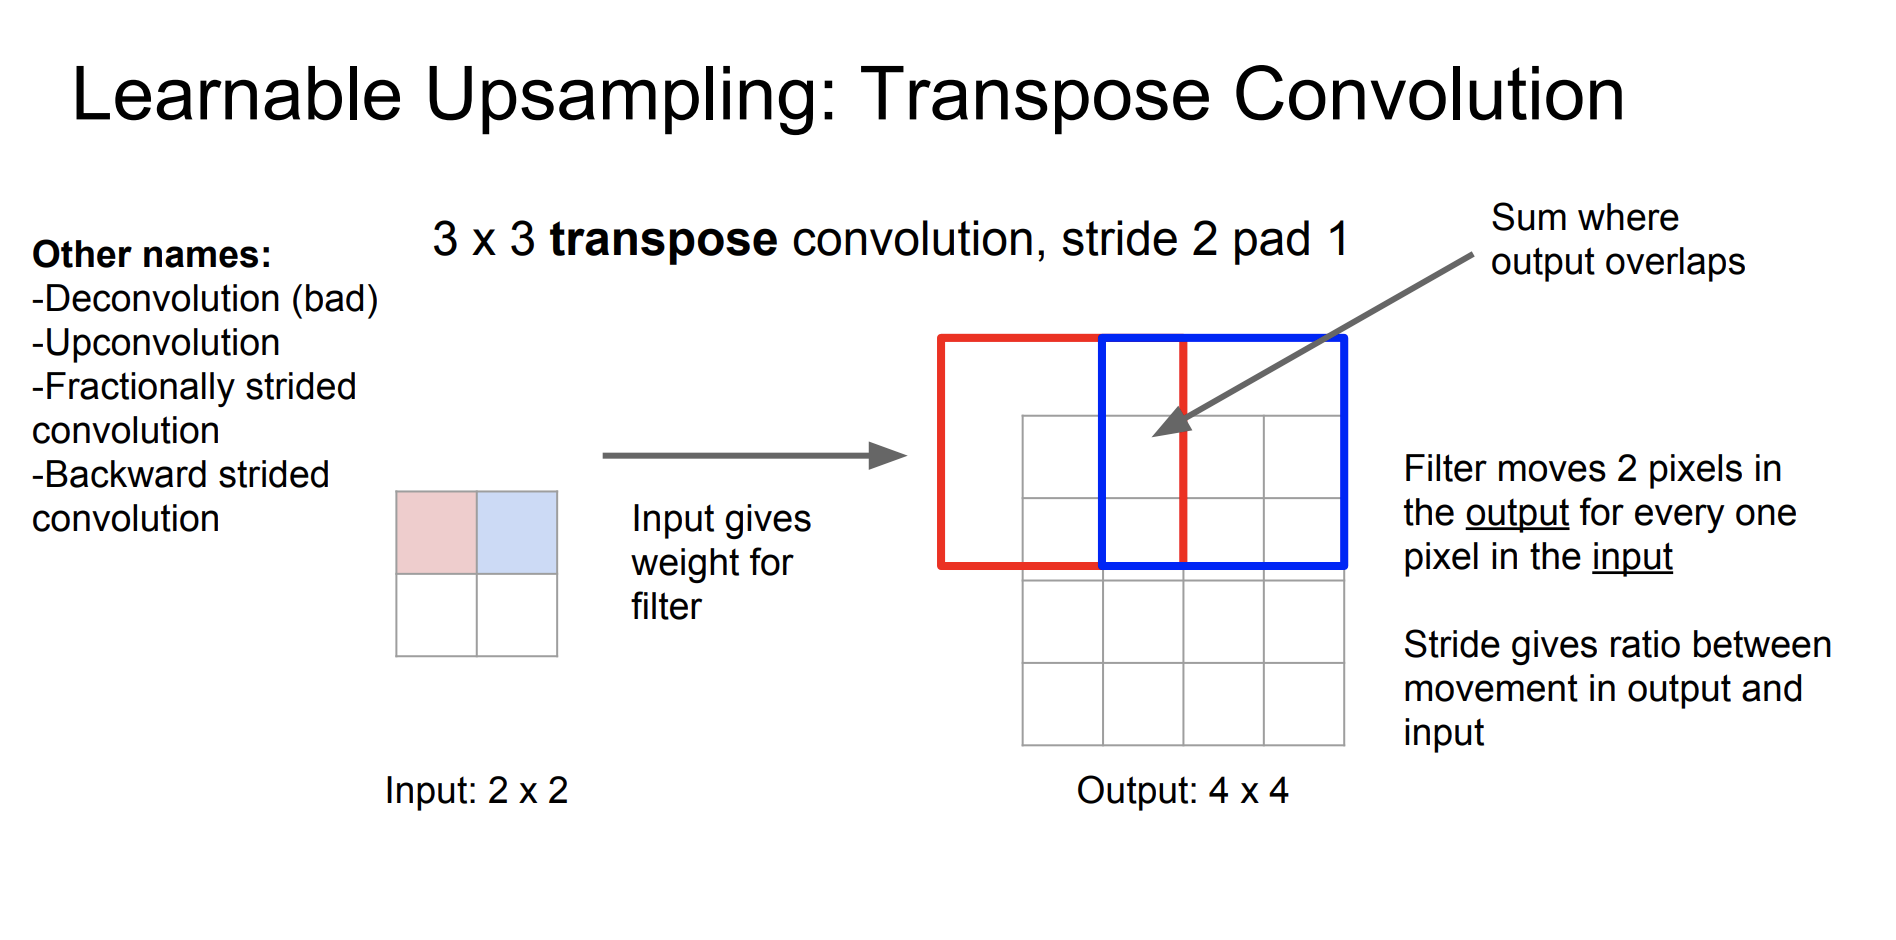 Learnable Upsampling: Transpose Convolution
Other names:
-Deconvolution (bad)
-Upconvolution
-Fractionally strided
convolution
-Backward strided
convolution
3 x 3 transpose convolution, stride 2 pad 1
Sum where
output overlaps
Input gives
weight for
filter
Filter moves 2 pixels in
the output for every one
pixel in the input
Stride gives ratio between
movement in output and
input
Input: 2 x 2
Output: 4 x 4